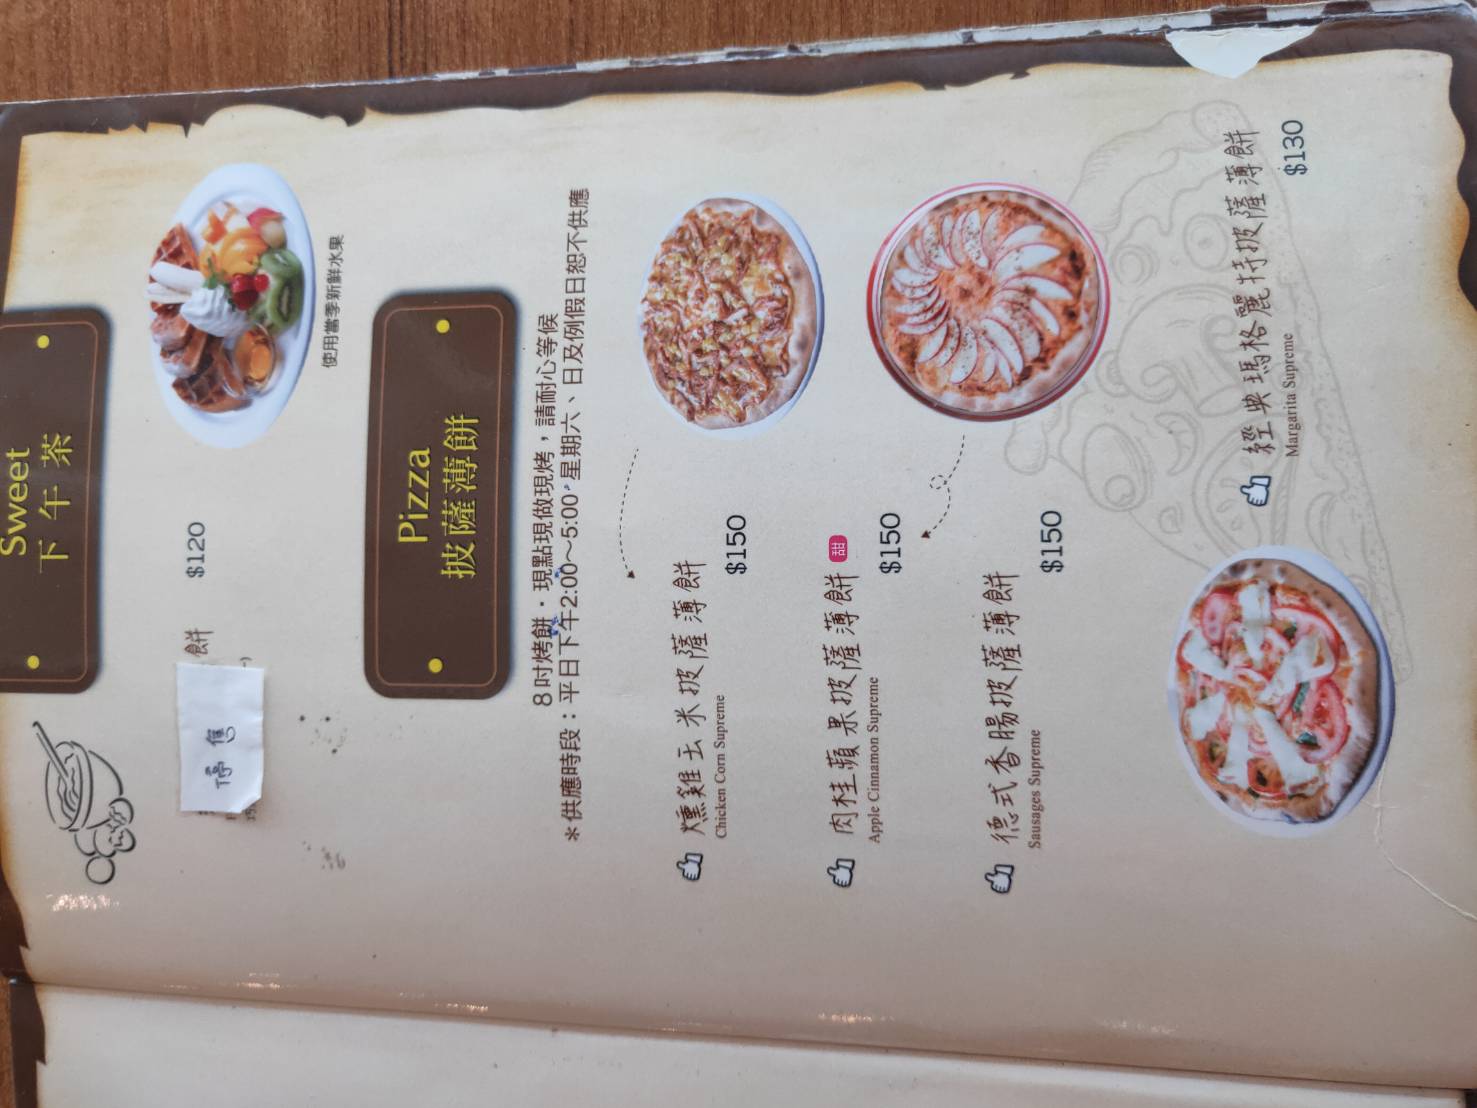 Sweet
下午茶
停售
餅
$120
使用當季新鮮水果
Pizza
披薩薄餅
8吋烤餅‧現點現做現烤，請耐心等候
*供應時段：平日下午2:00～5:00，星期六、日及例假日恕不供應
燻雞玉米披薩薄餅
Chicken Corn Supreme
$150
肉桂蘋果披薩薄餅 甜
Apple Cinnamon Supreme
$150
德式香腸披薩薄餅
Sausages Supreme
$150
經典瑪格麗特披薩薄餅
Margarita Supreme
$130